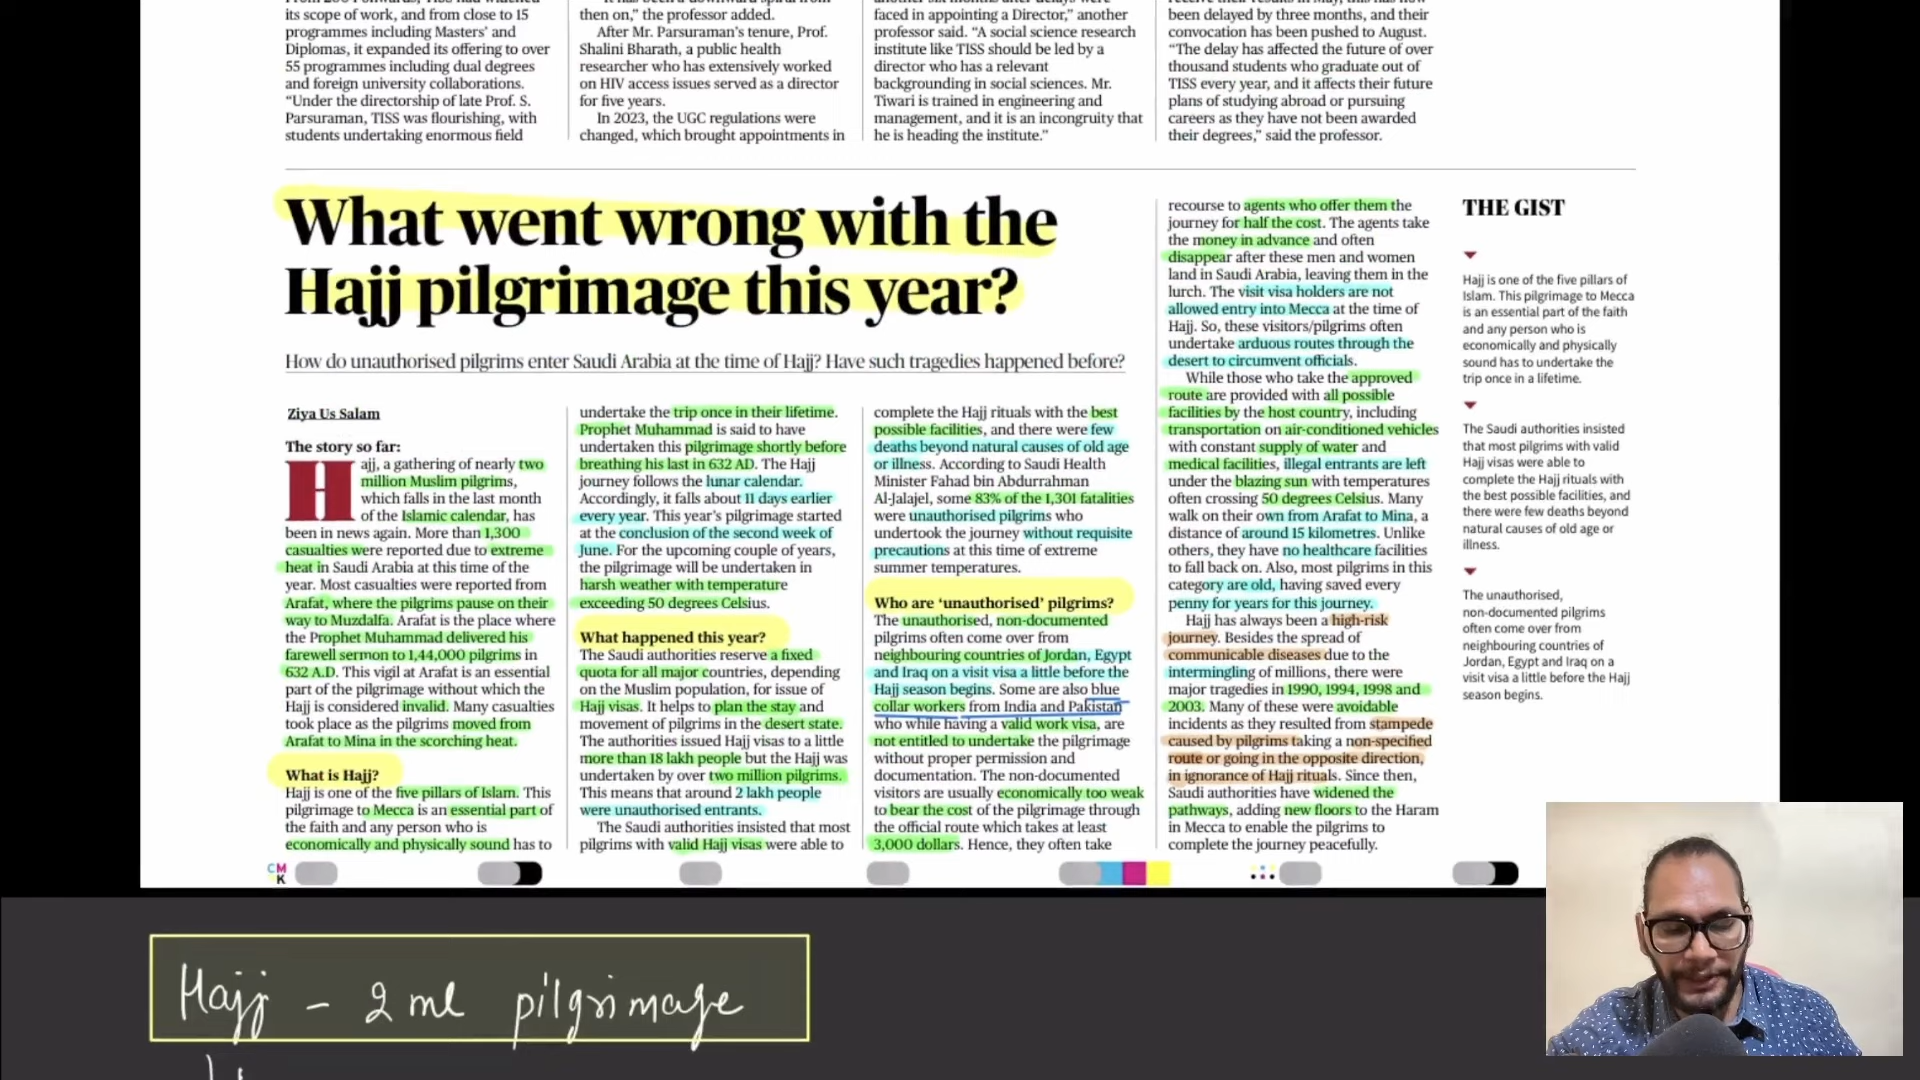 its scope of work, and from close to 15
programmes including Masters' and
Diplomas, it expanded its offering to over
55 programmes including dual degrees
and foreign university collaborations.
"Under the directorship of late Prof. S.
Parsuraman, TISS was flourishing, with
students undertaking enormous field
then on," the professor added.
After Mr. Parsuraman's tenure, Prof.
Shalini Bharath, a public health
researcher who has extensively worked
on HIV access issues served as a director
for five years.
In 2023, the UGC regulations were
changed, which brought appointments in
faced in appointing a Director," another
professor said. "A social science research
institute like TISS should be led by a
director who has a relevant
backgrounding in social sciences. Mr.
Tiwari is trained in engineering and
management, and it is an incongruity that
he is heading the institute."
been delayed by three months, and their
convocation has been pushed to August.
"The delay has affected the future of over
thousand students who graduate out of
TISS every year, and it affects their future
plans of studying abroad or pursuing
careers as they have not been awarded
their degrees," said the professor.
What went wrong with the
Hajj pilgrimage this year?
How do unauthorised pilgrims enter Saudi Arabia at the time of Hajj? Have such tragedies happened before?
Ziya Us Salam
The story so far:
Hajj, a gathering of nearly two
million Muslim pilgrims,
which falls in the last month
of the Islamic calendar, has
been in news again. More than 1,300
casualties were reported due to extreme
heat in Saudi Arabia at this time of the
year. Most casualties were reported from
Arafat, where the pilgrims pause on their
way to Muzdalfa. Arafat is the place where
the Prophet Muhammad delivered his
farewell sermon to 1,44,000 pilgrims in
632 A.D. This vigil at Arafat is an essential
part of the pilgrimage without which the
Hajj is considered invalid. Many casualties
took place as the pilgrims moved from
Arafat to Mina in the scorching heat.
What is Hajj?
Hajj is one of the five pillars of Islam. This
pilgrimage to Mecca is an essential part of
the faith and any person who is
economically and physically sound has to
undertake the trip once in their lifetime.
Prophet Muhammad is said to have
undertaken this pilgrimage shortly before
breathing his last in 632 AD. The Hajj
journey follows the lunar calendar.
Accordingly, it falls about 11 days earlier
every year. This year's pilgrimage started
at the conclusion of the second week of
June. For the upcoming couple of years,
the pilgrimage will be undertaken in
harsh weather with temperature
exceeding 50 degrees Celsius.
What happened this year?
The Saudi authorities reserve a fixed
quota for all major countries, depending
on the Muslim population, for issue of
Hajj visas. It helps to plan the stay and
movement of pilgrims in the desert state.
The authorities issued Hajj visas to a little
more than 18 lakh people but the Hajj was
undertaken by over two million pilgrims.
This means that around 2 lakh people
were unauthorised entrants.
The Saudi authorities insisted that most
pilgrims with valid Hajj visas were able to
complete the Hajj rituals with the best
possible facilities, and there were few
deaths beyond natural causes of old age
or illness. According to Saudi Health
Minister Fahad bin Abdurrahman
Al-Jalajel, some 83% of the 1,301 fatalities
were unauthorised pilgrims who
undertook the journey without requisite
precautions at this time of extreme
summer temperatures.
Who are 'unauthorised' pilgrims?
The unauthorised, non-documented
pilgrims often come over from
neighbouring countries of Jordan, Egypt
and Iraq on a visit visa a little before the
Hajj season begins. Some are also blue
collar workers from India and Pakistan
who while having a valid work visa, are
not entitled to undertake the pilgrimage
without proper permission and
documentation. The non-documented
visitors are usually economically too weak
to bear the cost of the pilgrimage through
the official route which takes at least
3,000 dollars. Hence, they often take
recourse to agents who offer them the
journey for half the cost. The agents take
the money in advance and often
disappear after these men and women
land in Saudi Arabia, leaving them in the
lurch. The visit visa holders are not
allowed entry into Mecca at the time of
Hajj. So, these visitors/pilgrims often
undertake arduous routes through the
desert to circumvent officials.
While those who take the approved
route are provided with all possible
facilities by the host country, including
transportation on air-conditioned vehicles
with constant supply of water and
medical facilities, illegal entrants are left
under the blazing sun with temperatures
often crossing 50 degrees Celsius. Many
walk on their own from Arafat to Mina, a
distance of around 15 kilometres. Unlike
others, they have no healthcare facilities
to fall back on. Also, most pilgrims in this
category are old, having saved every
penny for years for this journey.
Hajj has always been a high-risk
journey. Besides the spread of
communicable diseases due to the
intermingling of millions, there were
major tragedies in 1990, 1994, 1998 and
2003. Many of these were avoidable
incidents as they resulted from stampede
caused by pilgrims taking a non-specified
route or going in the opposite direction,
in ignorance of Hajj rituals. Since then,
Saudi authorities have widened the
pathways, adding new floors to the Haram
in Mecca to enable the pilgrims to
complete the journey peacefully.
THE GIST
Hajj is one of the five pillars of
Islam. This pilgrimage to Mecca
is an essential part of the faith
and any person who is
economically and physically
sound has to undertake the
trip once in a lifetime.
The Saudi authorities insisted
that most pilgrims with valid
Hajj visas were able to
complete the Hajj rituals with
the best possible facilities, and
there were few deaths beyond
natural causes of old age or
illness.
The unauthorised,
non-documented pilgrims
often come over from
neighbouring countries of
Jordan, Egypt and Iraq on a
visit visa a little before the Hajj
season begins.
CM
K
Hajj - 2 ml pilgrimage